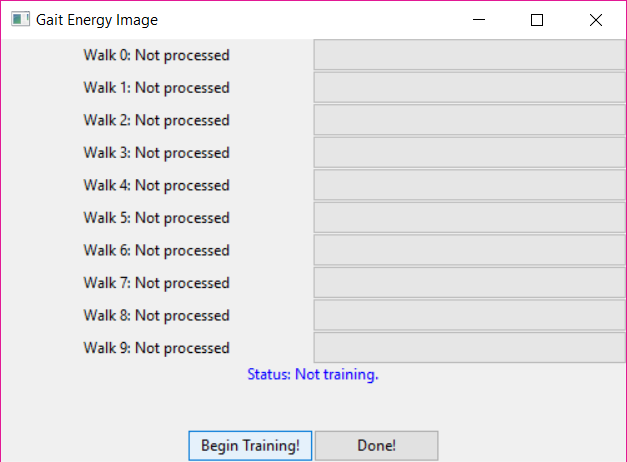 Gait Energy Image
Walk 0: Not processed
Walk 1: Not processed
Walk 2: Not processed
Walk 3: Not processed
Walk 4: Not processed
Walk 5: Not processed
Walk 6: Not processed
Walk 7: Not processed
Walk 8: Not processed
Walk 9: Not processed
Status: Not training.
Begin Training! Done!